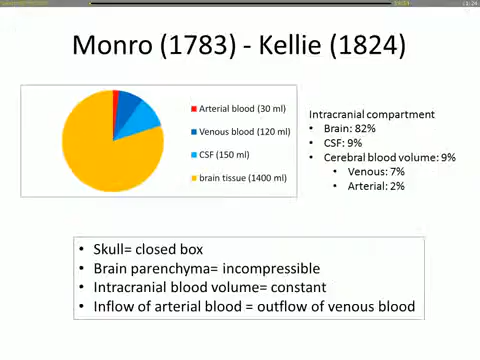 Monro (1783) - Kellie (1824)
Arterial blood (30 ml)
Venous blood (120 ml)
CSF (150 ml)
brain tissue (1400 ml)
Intracranial compartment
• Brain: 82%
• CSF: 9%
• Cerebral blood volume: 9%
• Venous: 7%
• Arterial: 2%
• Skull= closed box
• Brain parenchyma= incompressible
• Intracranial blood volume= constant
• Inflow of arterial blood = outflow of venous blood